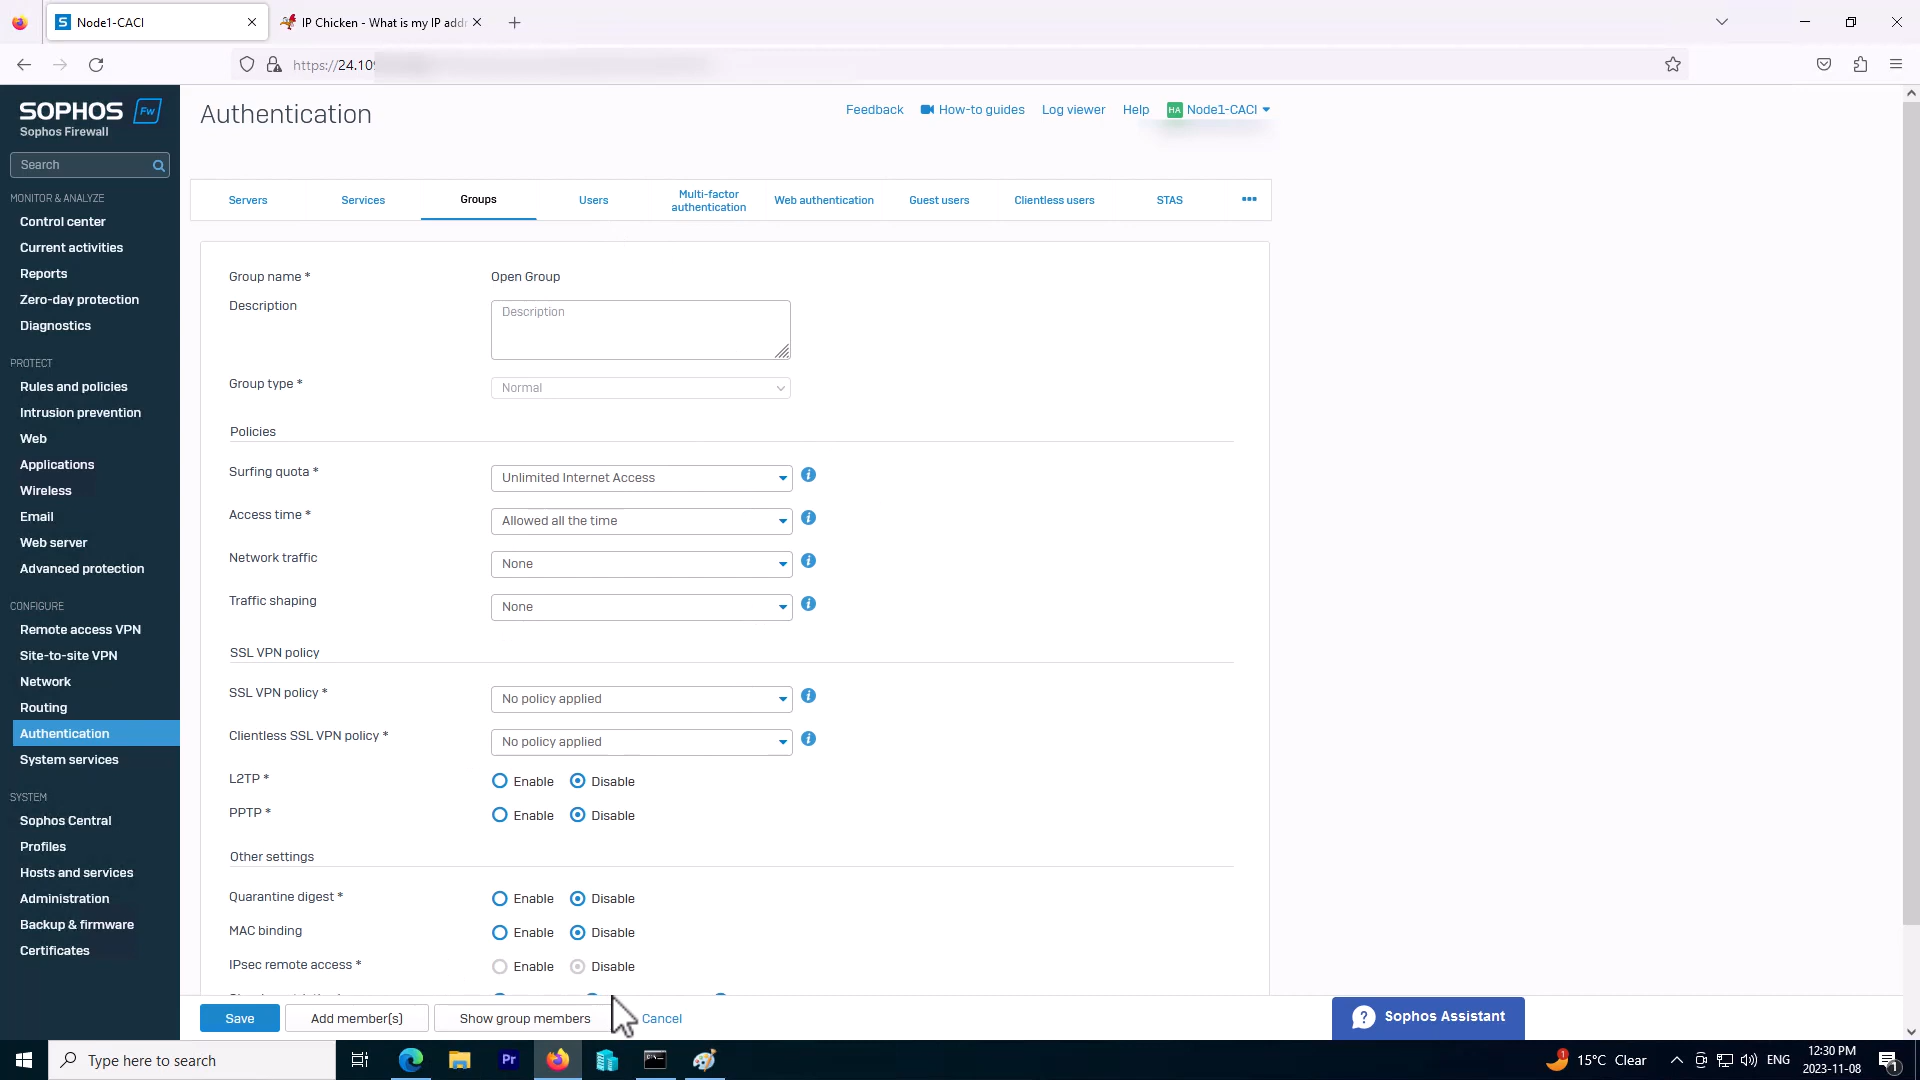 Node1-CACI
IP Chicken - What is my IP addr
https://24.109
SOPHOS Fw
Sophos Firewall
Search
MONITOR & ANALYZE
Control center
Current activities
Reports
Zero-day protection
Diagnostics
PROTECT
Rules and policies
Intrusion prevention
Web
Applications
Wireless
Email
Web server
Advanced protection
CONFIGURE
Remote access VPN
Site-to-site VPN
Network
Routing
Authentication
System services
SYSTEM
Sophos Central
Profiles
Hosts and services
Administration
Backup & firmware
Certificates
Authentication
Feedback
How-to guides
Log viewer
Help
HA Node1-CACI
Servers
Services
Groups
Users
Multi-factor
authentication
Web authentication
Guest users
Clientless users
STAS
Group name *
Open Group
Description
Description
Group type *
Normal
Policies
Surfing quota *
Unlimited Internet Access
Access time *
Allowed all the time
Network traffic
None
Traffic shaping
None
SSL VPN policy
SSL VPN policy *
No policy applied
Clientless SSL VPN policy *
No policy applied
L2TP *
Enable
Disable
PPTP *
Enable
Disable
Other settings
Quarantine digest *
Enable
Disable
MAC binding
Enable
Disable
IPsec remote access *
Enable
Disable
Save
Add member(s)
Show group members
Cancel
? Sophos Assistant
Type here to search
Pr
1
15°C Clear
ENG
12:30 PM
2023-11-08
1